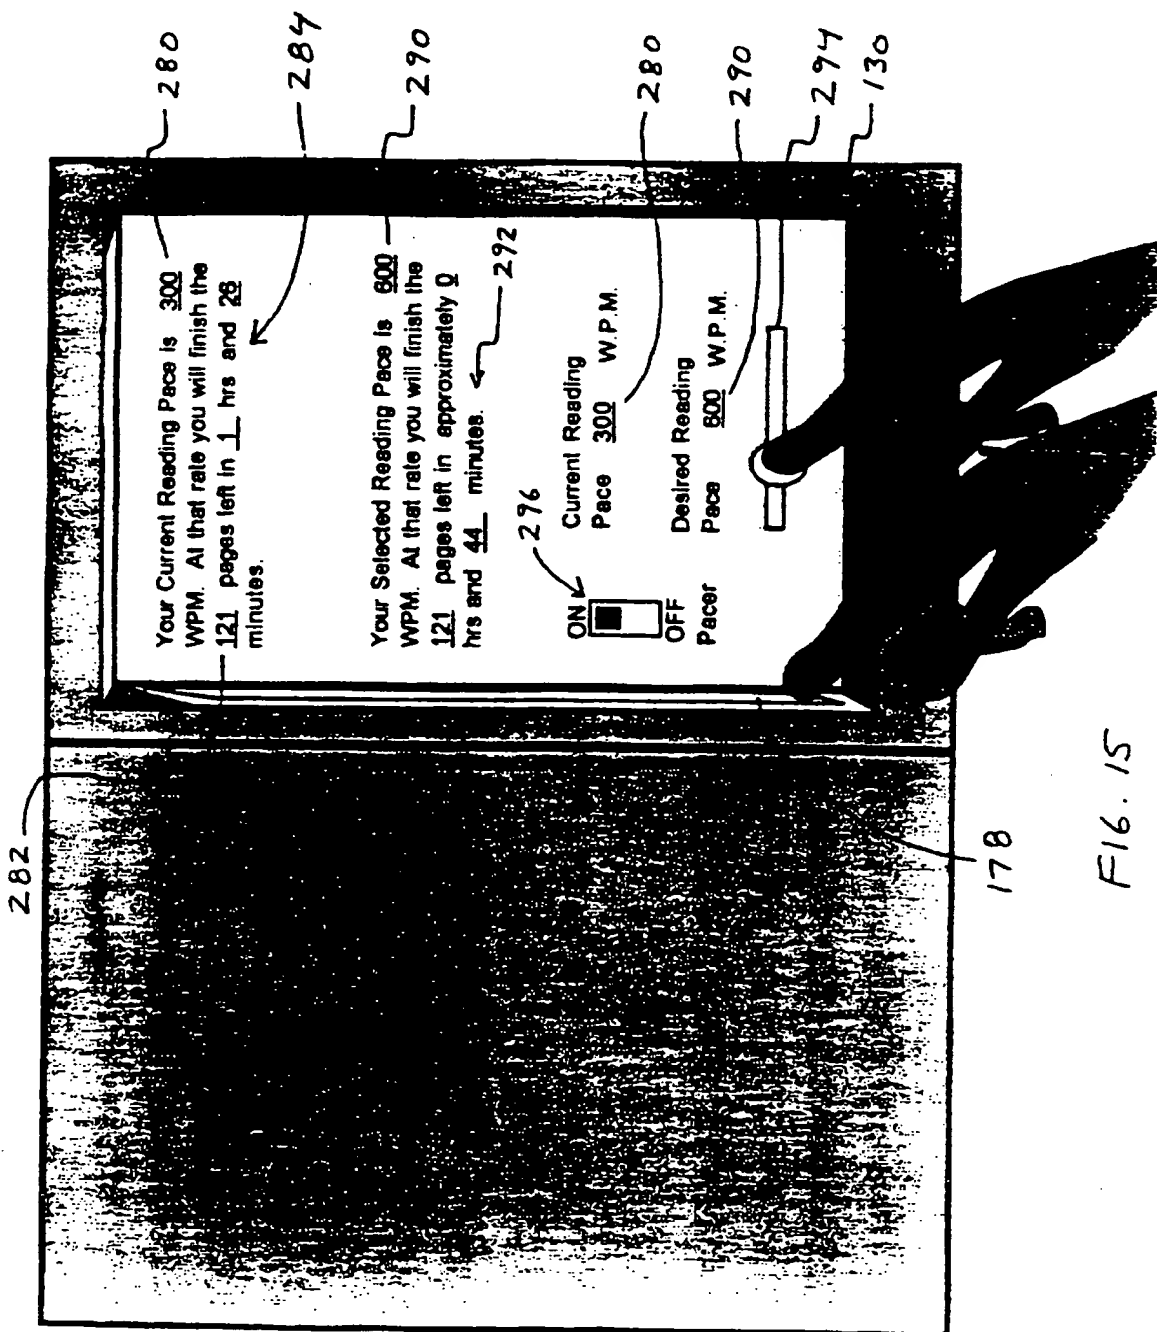 282
Your Current Reading Pace is 300
WPM. At that rate you will finish the
121 pages left in 1 hrs and 26
minutes.
280
284
Your Selected Reading Pace is 600
WPM. At that rate you will finish the
121 pages left in approximately 0
hrs and 44 minutes.
290
292
296
ON
OFF
Pacer
Current Reading
Pace 300 W.P.M.
280
Desired Reading
Pace 600 W.P.M.
290
294
130
178
FIG. 15